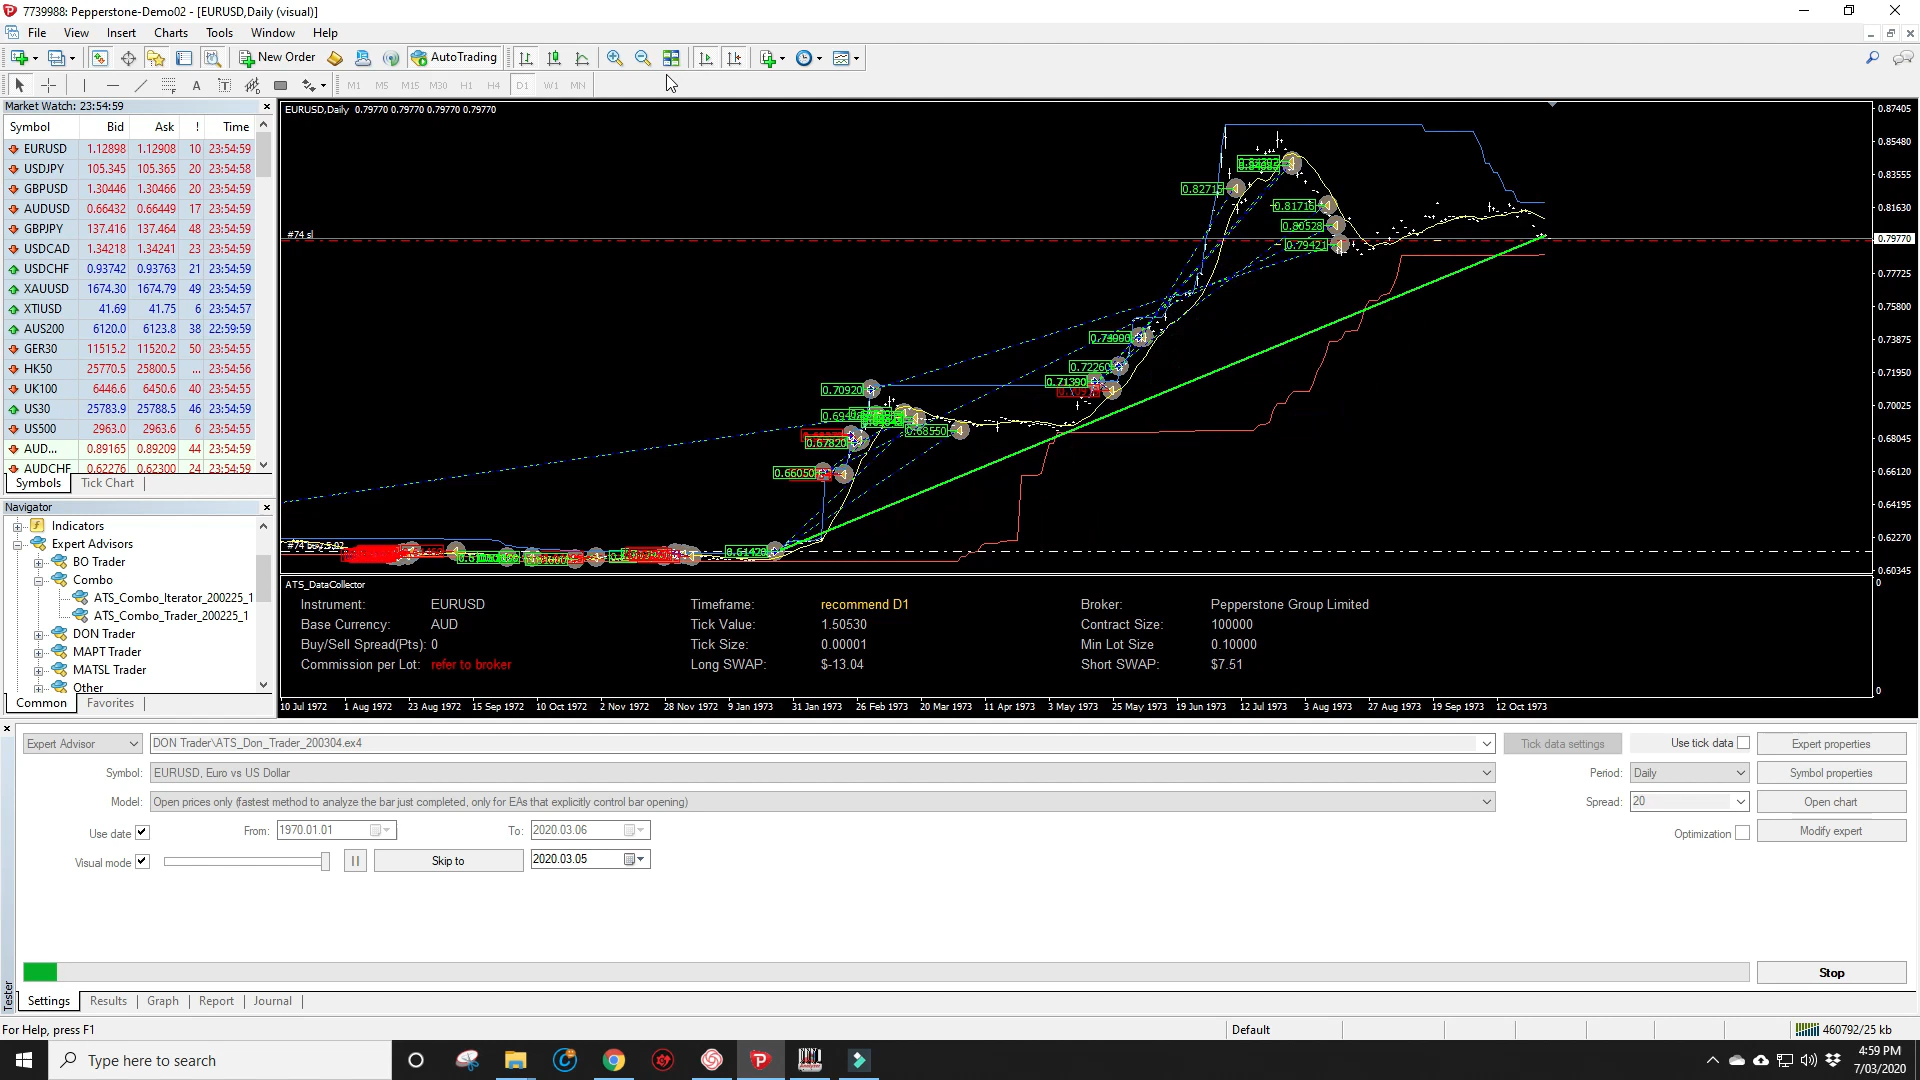 7739988: Pepperstone-Demo02 - [EURUSD,Daily (visual)]
File View Insert Charts Tools Window Help
New Order AutoTrading
A T M1 M5 M15 M30 H1 H4 D1 W1 MN
Market Watch: 23:54:59
Symbol Bid Ask ! Time
EURUSD 1.12898 1.12908 10 23:54:59
USDJPY 105.345 105.365 20 23:54:58
GBPUSD 1.30446 1.30466 20 23:54:59
AUDUSD 0.66432 0.66449 17 23:54:59
GBPJPY 137.416 137.464 48 23:54:59
USDCAD 1.34218 1.34241 23 23:54:59
USDCHF 0.93742 0.93763 21 23:54:59
XAUUSD 1674.30 1674.79 49 23:54:59
XTIUSD 41.69 41.75 6 23:54:57
AUS200 6120.0 6123.8 38 22:59:59
GER30 11515.2 11520.2 50 23:54:55
HK50 25770.5 25800.5 ... 23:54:56
UK100 6446.6 6450.6 40 23:54:55
US30 25783.9 25788.5 46 23:54:59
US500 2963.0 2963.6 6 23:54:55
AUD... 0.89165 0.89209 44 23:54:59
AUDCHF 0.62276 0.62300 24 23:54:59
Symbols Tick Chart
Navigator
Indicators
Expert Advisors
BO Trader
Combo
ATS_Combo_Iterator_200225_1
ATS_Combo_Trader_200225_1
DON Trader
MAPT Trader
MATSL Trader
Other
Common Favorites
EURUSD,Daily 0.79770 0.79770 0.79770 0.79770
0.82715
0.81716
0.80528
#74 sl
0.79421
0.74000
0.72260
0.71390
0.70920
0.68550
0.67820
0.66050
0.61420
0.87405
0.85480
0.83555
0.81630
0.79770
0.77725
0.75800
0.73875
0.71950
0.70025
0.68045
0.66120
0.64195
0.62270
0.60345
ATS_DataCollector
0
Instrument: EURUSD Timeframe: recommend D1 Broker: Pepperstone Group Limited
Base Currency: AUD Tick Value: 1.50530 Contract Size: 100000
Buy/Sell Spread(Pts): 0 Tick Size: 0.00001 Min Lot Size 0.10000
Commission per Lot: refer to broker Long SWAP: $-13.04 Short SWAP: $7.51
0
10 Jul 1972 1 Aug 1972 23 Aug 1972 15 Sep 1972 10 Oct 1972 2 Nov 1972 28 Nov 1972 9 Jan 1973 31 Jan 1973 26 Feb 1973 20 Mar 1973 11 Apr 1973 3 May 1973 25 May 1973 19 Jun 1973 12 Jul 1973 3 Aug 1973 27 Aug 1973 19 Sep 1973 12 Oct 1973
Expert Advisor DON Trader\ATS_Don_Trader_200304.ex4 Tick data settings Use tick data Expert properties
Symbol: EURUSD, Euro vs US Dollar Period: Daily Symbol properties
Model: Open prices only (fastest method to analyze the bar just completed, only for EAs that explicitly control bar opening) Spread: 20 Open chart
Use date From: 1970.01.01 To: 2020.03.06 Optimization Modify expert
Visual mode Skip to 2020.03.05
Stop
Tester
Settings Results Graph Report Journal
For Help, press F1 Default 460792/25 kb
Type here to search
4:59 PM
7/03/2020